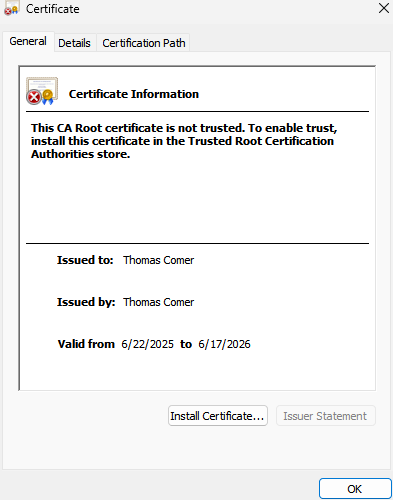 Certificate
General Details Certification Path
Certificate Information
This CA Root certificate is not trusted. To enable trust,
install this certificate in the Trusted Root Certification
Authorities store.
Issued to: Thomas Comer
Issued by: Thomas Comer
Valid from 6/22/2025 to 6/17/2026
Install Certificate... Issuer Statement
OK